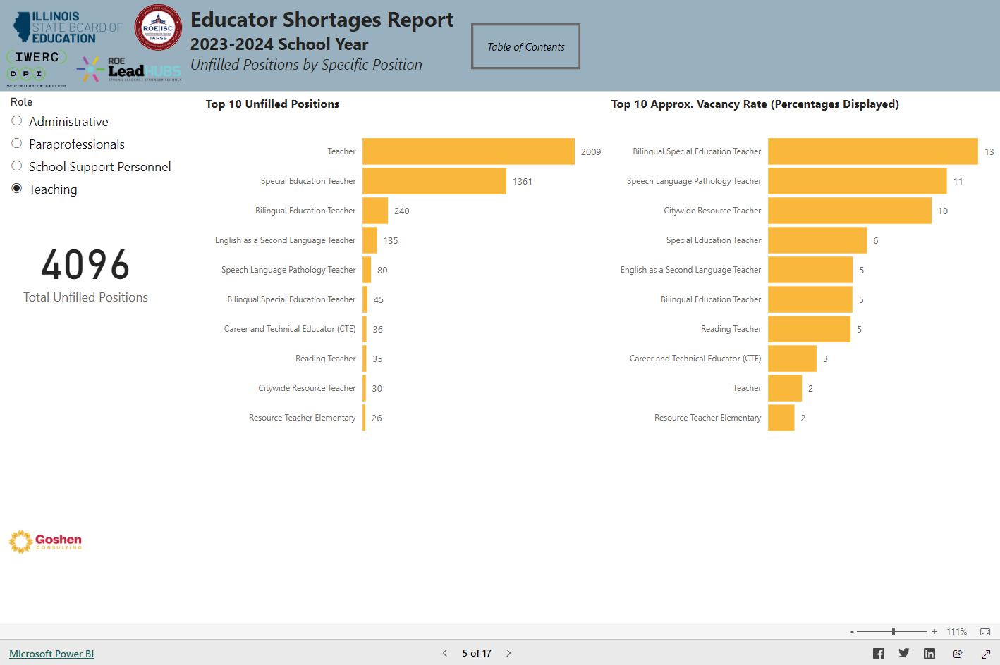 ILLINOIS
STATE BOARD OF
EDUCATION
ROE|ISC
IARSS
IWERC
DPI
ROE
LeadHUBS
STRONG LEADERS | STRONGER SCHOOLS
Educator Shortages Report
2023-2024 School Year
Unfilled Positions by Specific Position
Table of Contents
Role
Administrative
Paraprofessionals
School Support Personnel
Teaching
4096
Total Unfilled Positions
Top 10 Unfilled Positions
Teacher 2009
Special Education Teacher 1361
Bilingual Education Teacher 240
English as a Second Language Teacher 135
Speech Language Pathology Teacher 80
Bilingual Special Education Teacher 45
Career and Technical Educator (CTE) 36
Reading Teacher 35
Citywide Resource Teacher 30
Resource Teacher Elementary 26
Top 10 Approx. Vacancy Rate (Percentages Displayed)
Bilingual Special Education Teacher 13
Speech Language Pathology Teacher 11
Citywide Resource Teacher 10
Special Education Teacher 6
English as a Second Language Teacher 5
Bilingual Education Teacher 5
Reading Teacher 5
Career and Technical Educator (CTE) 3
Teacher 2
Resource Teacher Elementary 2
Goshen
CONSULTING
- + 111%
Microsoft Power BI
< 5 of 17 >